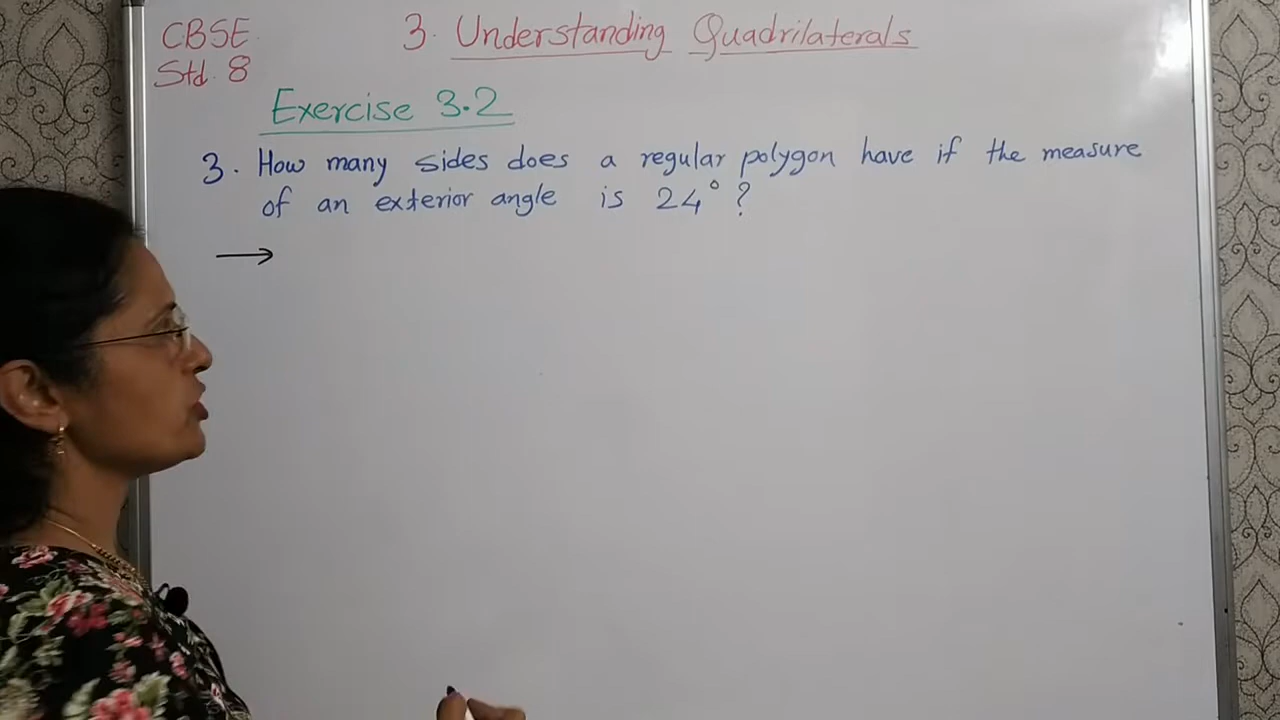 CBSE
Std. 8
3. Understanding Quadrilaterals
Exercise 3.2
3. How many sides does a regular polygon have if the measure
of an exterior angle is 24° ?
→